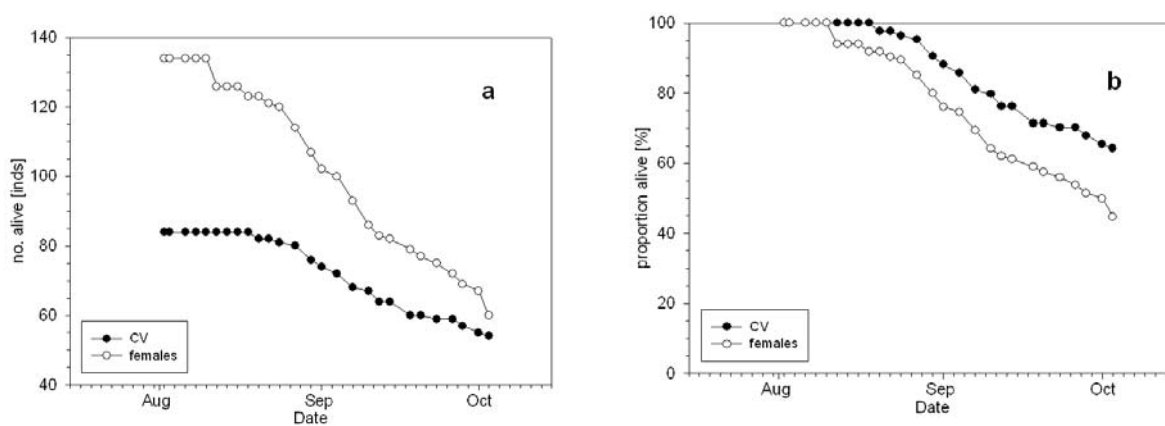 140
120
100
80
60
40
no. alive [inds]
a
CV
females
Aug
Sep
Oct
Date
100
80
60
40
20
0
proportion alive [%]
b
CV
females
Aug
Sep
Oct
Date